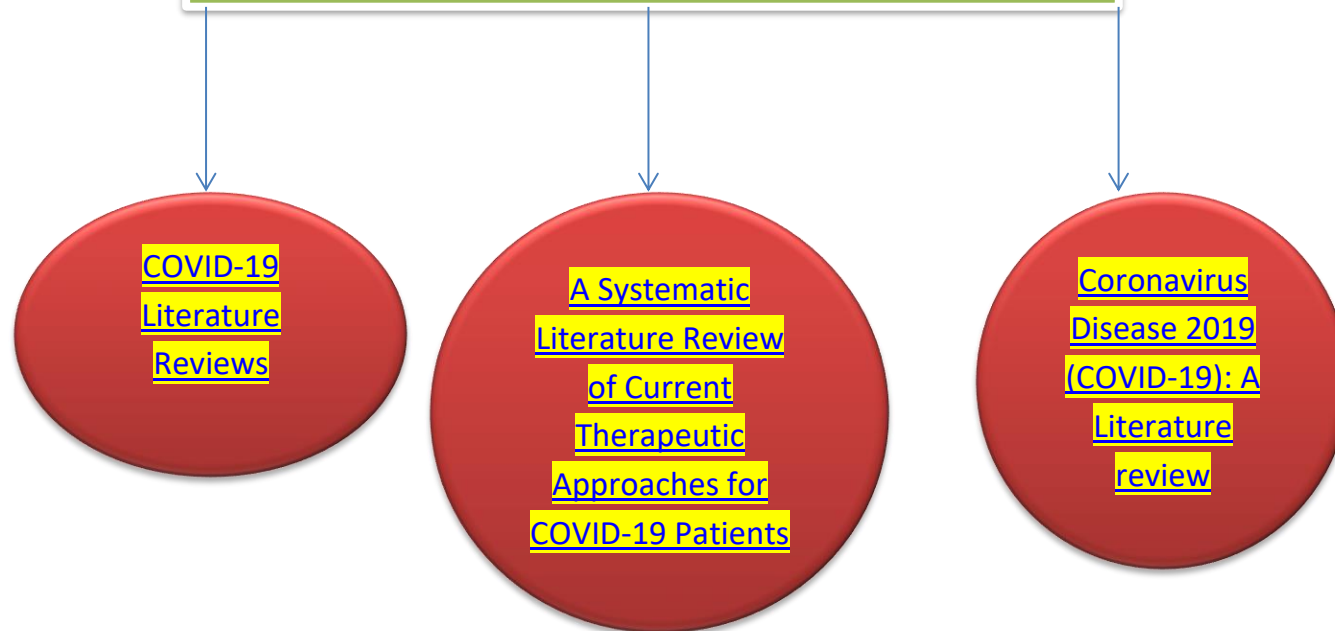 COVID-19
Literature
Reviews
A Systematic
Literature Review
of Current
Therapeutic
Approaches for
COVID-19 Patients
Coronavirus
Disease 2019
(COVID-19): A
Literature
review